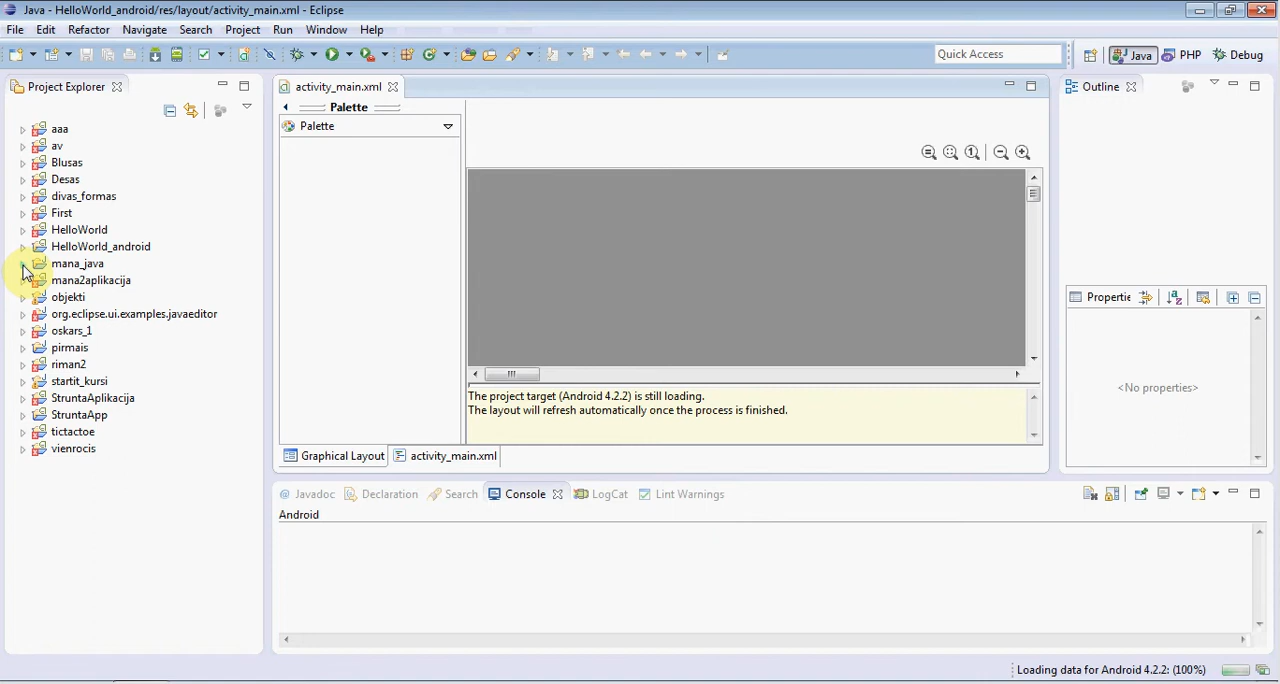 Java - HelloWorld_android/res/layout/activity_main.xml - Eclipse
File Edit Refactor Navigate Search Project Run Window Help
Quick Access
Java PHP Debug
Project Explorer
aaa
av
Blusas
Desas
divas_formas
First
HelloWorld
HelloWorld_android
mana_java
mana2aplikacija
objekti
org.eclipse.ui.examples.javaeditor
oskars_1
pirmais
riman2
startit_kursi
StruntaAplikacija
StruntaApp
tictactoe
vienrocis
activity_main.xml
Palette
Palette
The project target (Android 4.2.2) is still loading.
The layout will refresh automatically once the process is finished.
Graphical Layout activity_main.xml
Outline
Propertie
<No properties>
@ Javadoc Declaration Search Console LogCat Lint Warnings
Android
Loading data for Android 4.2.2: (100%)